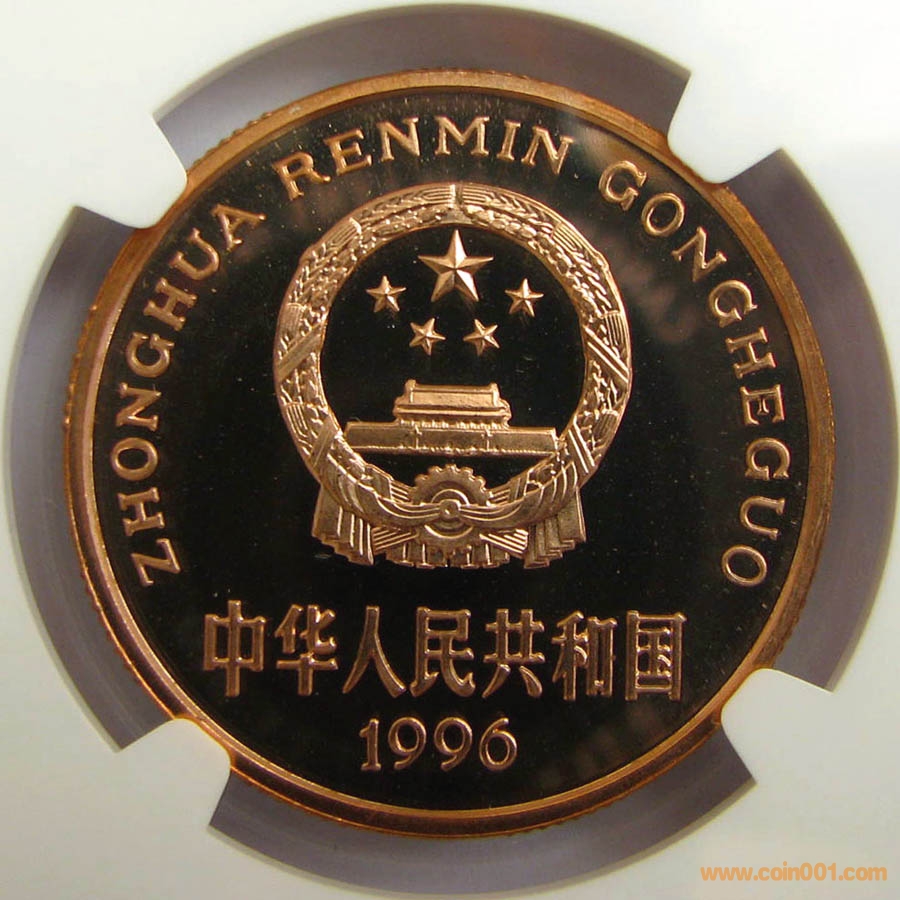 ZHONGHUA RENMIN GONGHEGUO
中华人民共和国
1996
www.coin001.com